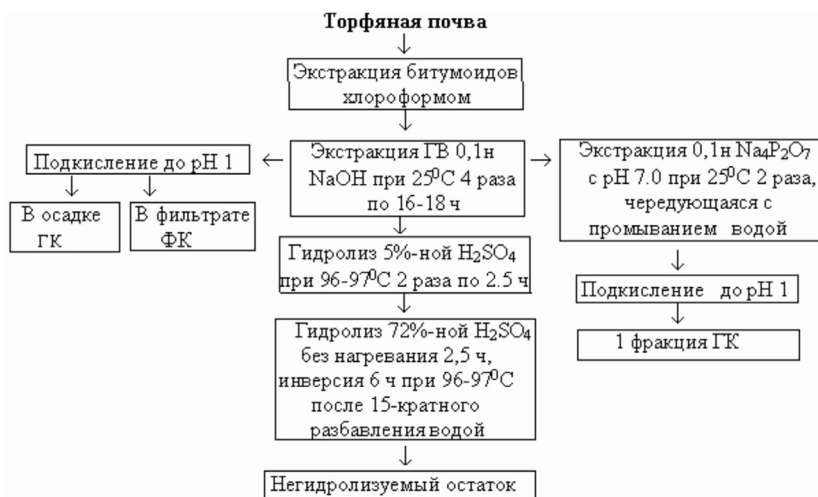 Торфяная почва
Экстракция битумоидов
хлороформом
Подкисление до рН 1
В осадке
ГК
В фильтрате
ФК
Экстракция ГВ 0,1н
NaOH при 25⁰С 4 раза
по 16-18 ч
Экстракция 0,1н Na₄P₂O₇
с рН 7.0 при 25⁰С 2 раза,
чередующаяся с
промыванием водой
Гидролиз 5%-ной H₂SO₄
при 96-97⁰С 2 раза по 2.5 ч
Подкисление до рН 1
1 фракция ГК
Гидролиз 72%-ной H₂SO₄
без нагревания 2,5 ч,
инверсия 6 ч при 96-97⁰С
после 15-кратного
разбавления водой
Негидролизуемый остаток